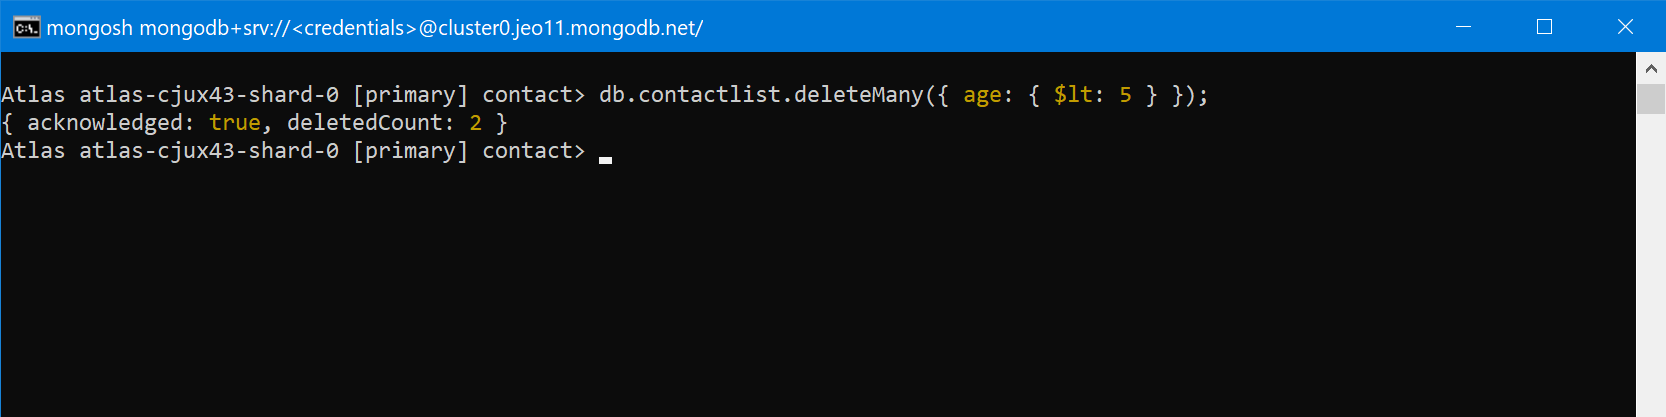 mongosh mongodb+srv://<credentials>@cluster0.jeo11.mongodb.net/
Atlas atlas-cjux43-shard-0 [primary] contact> db.contactlist.deleteMany({ age: { $lt: 5 } });
{ acknowledged: true, deletedCount: 2 }
Atlas atlas-cjux43-shard-0 [primary] contact>